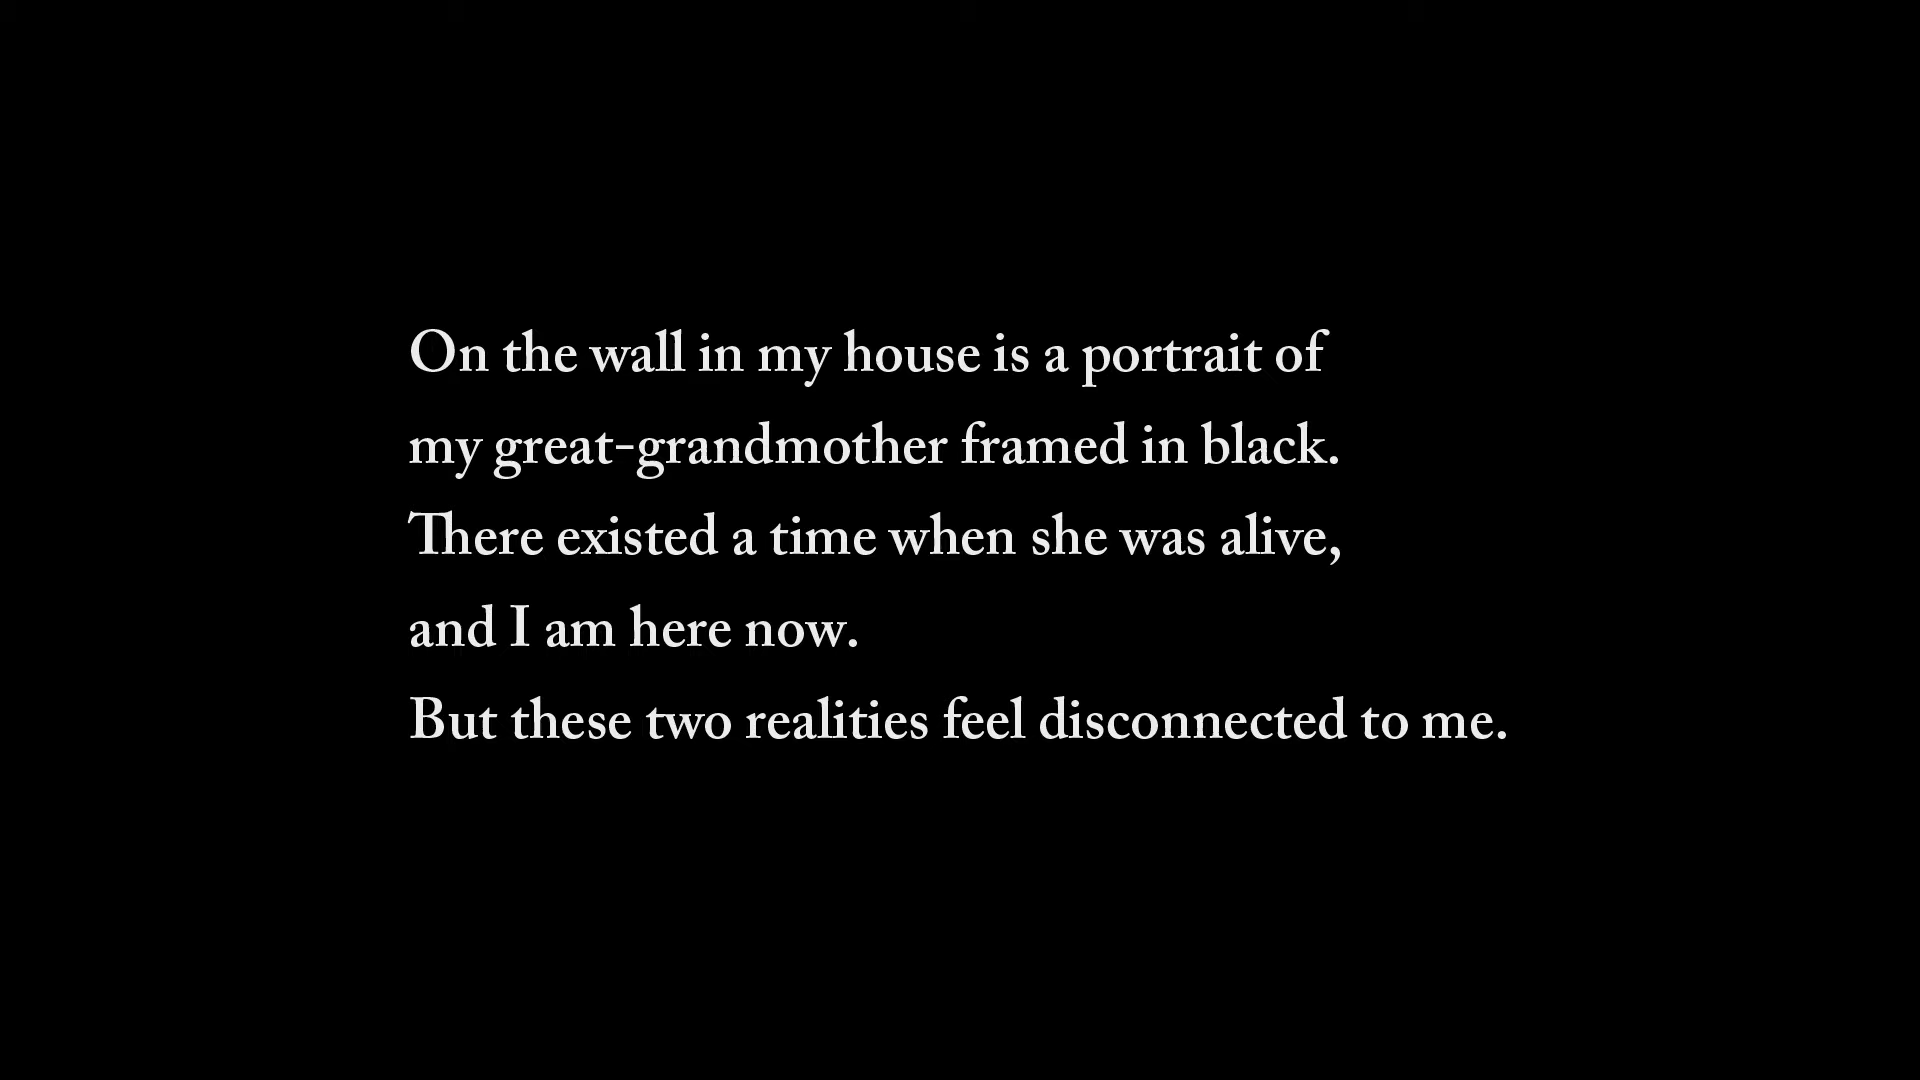 On the wall in my house is a portrait of
my great-grandmother framed in black.
There existed a time when she was alive,
and I am here now.
But these two realities feel disconnected to me.